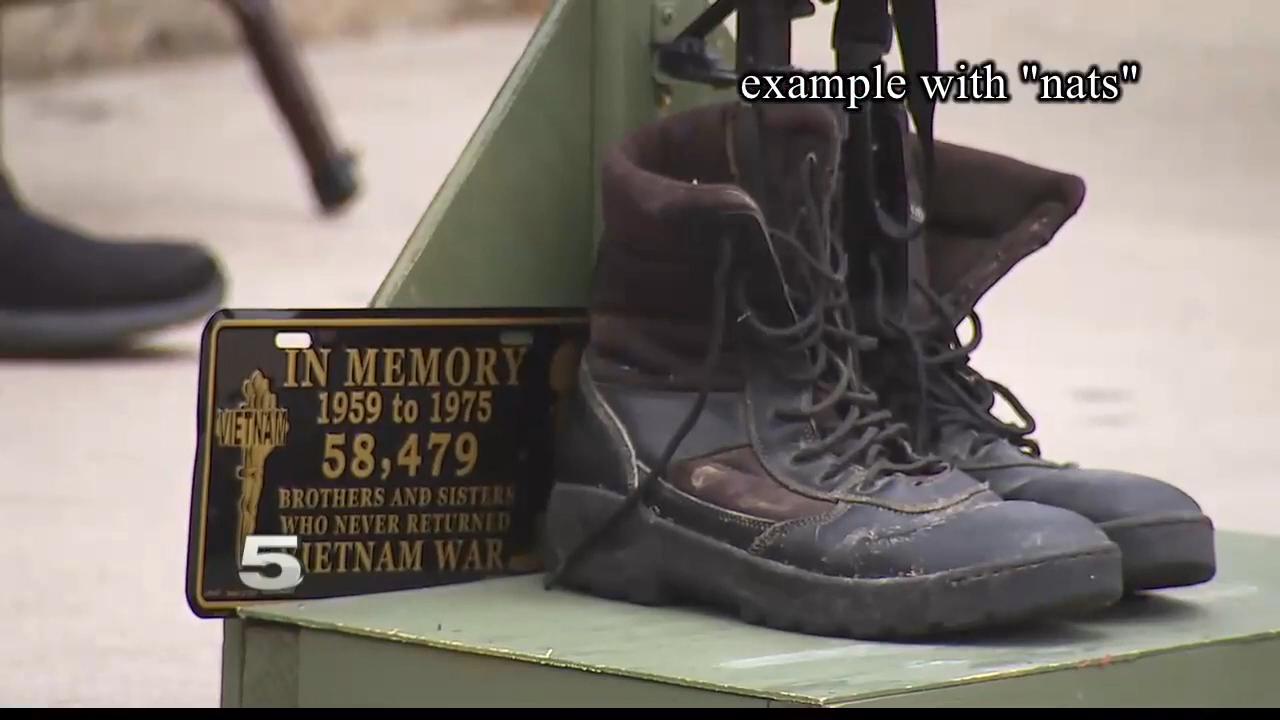 example with "nats"
IN MEMORY
1959 to 1975
VIETNAM
58,479
BROTHERS AND SISTERS
WHO NEVER RETURNED
VIETNAM WAR
5